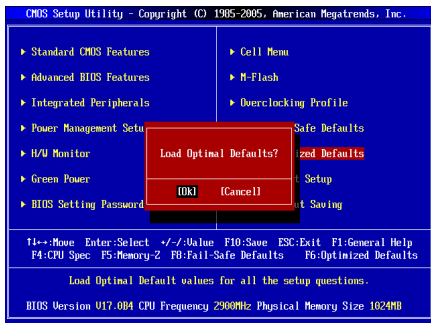 CMOS Setup Utility - Copyright (C) 1985-2005, American Megatrends, Inc.
▶ Standard CMOS Features ▶ Cell Menu
▶ Advanced BIOS Features ▶ M-Flash
▶ Integrated Peripherals ▶ Overclocking Profile
▶ Power Management Setu Safe Defaults
▶ H/W Monitor Load Optimal Defaults? ized Defaults
▶ Green Power t Setup
[Ok] [Cancel]
▶ BIOS Setting Password ut Saving
↑↓←→:Move Enter:Select +/-/:Value F10:Save ESC:Exit F1:General Help
F4:CPU Spec F5:Memory-Z F8:Fail-Safe Defaults F6:Optimized Defaults
Load Optimal Default values for all the setup questions.
BIOS Version V17.0B4 CPU Frequency 2900MHz Physical Memory Size 1024MB